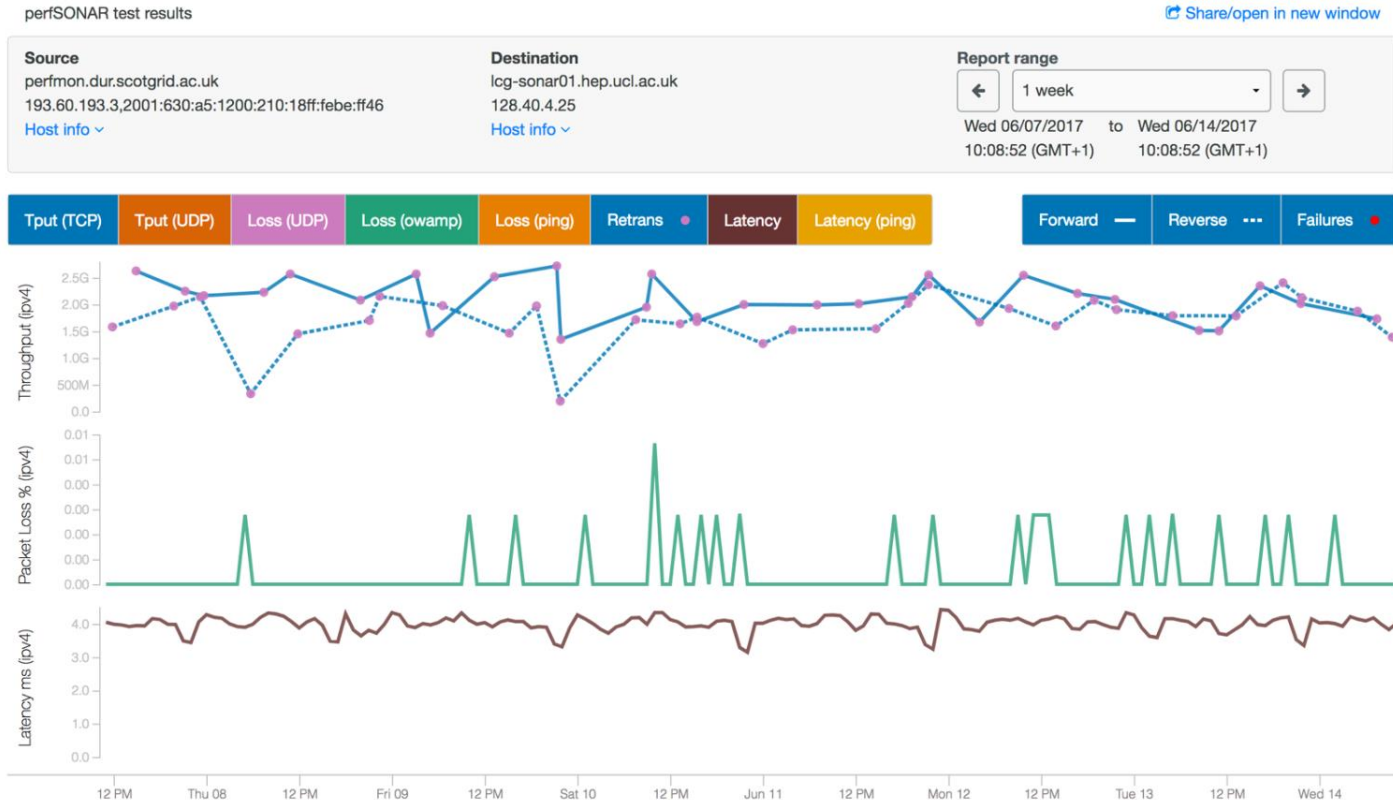 perfSONAR test results
Share/open in new window
Source
perfmon.dur.scotgrid.ac.uk
193.60.193.3,2001:630:a5:1200:210:18ff:febe:ff46
Host info
Destination
lcg-sonar01.hep.ucl.ac.uk
128.40.4.25
Host info
Report range
1 week
Wed 06/07/2017 to Wed 06/14/2017
10:08:52 (GMT+1) 10:08:52 (GMT+1)
Tput (TCP) Tput (UDP) Loss (UDP) Loss (owamp) Loss (ping) Retrans Latency Latency (ping) Forward Reverse Failures
Throughput (ipv4)
2.5G
2.0G
1.5G
1.0G
500M
0.0
Packet Loss % (ipv4)
0.01
0.01
0.00
0.00
0.00
0.00
0.00
Latency ms (ipv4)
4.0
3.0
2.0
1.0
0.0
12 PM Thu 08 12 PM Fri 09 12 PM Sat 10 12 PM Jun 11 12 PM Mon 12 12 PM Tue 13 12 PM Wed 14